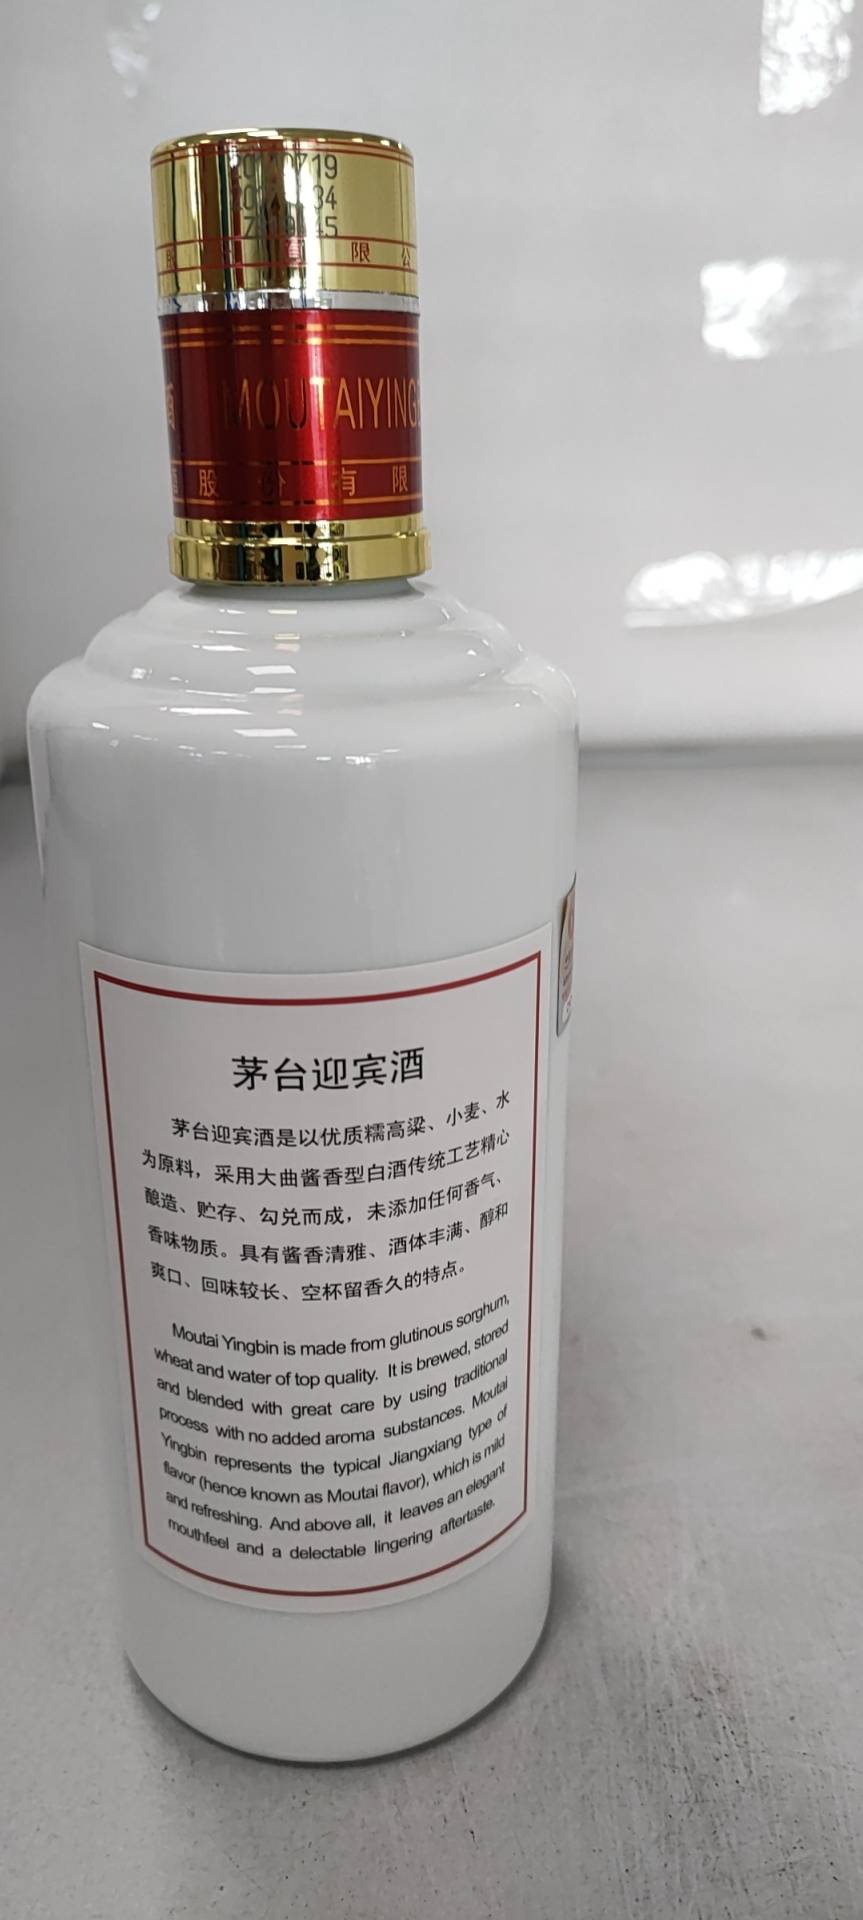 有 限 公
MOUTAIYING
酒 股 份 有 限
茅台迎宾酒
茅台迎宾酒是以优质糯高粱、小麦、水
为原料，采用大曲酱香型白酒传统工艺精心
酿造、贮存、勾兑而成，未添加任何香气、
香味物质。具有酱香清雅、酒体丰满、醇和
爽口、回味较长、空杯留香久的特点。
Moutai Yingbin is made from glutinous sorghum,
wheat and water of top quality. It is brewed, stored
and blended with great care by using traditional
process with no added aroma substances. Moutai
Yingbin represents the typical Jiangxiang type of
flavor (hence known as Moutai flavor), which is mild
and refreshing. And above all, it leaves an elegant
mouthfeel and a delectable lingering aftertaste.